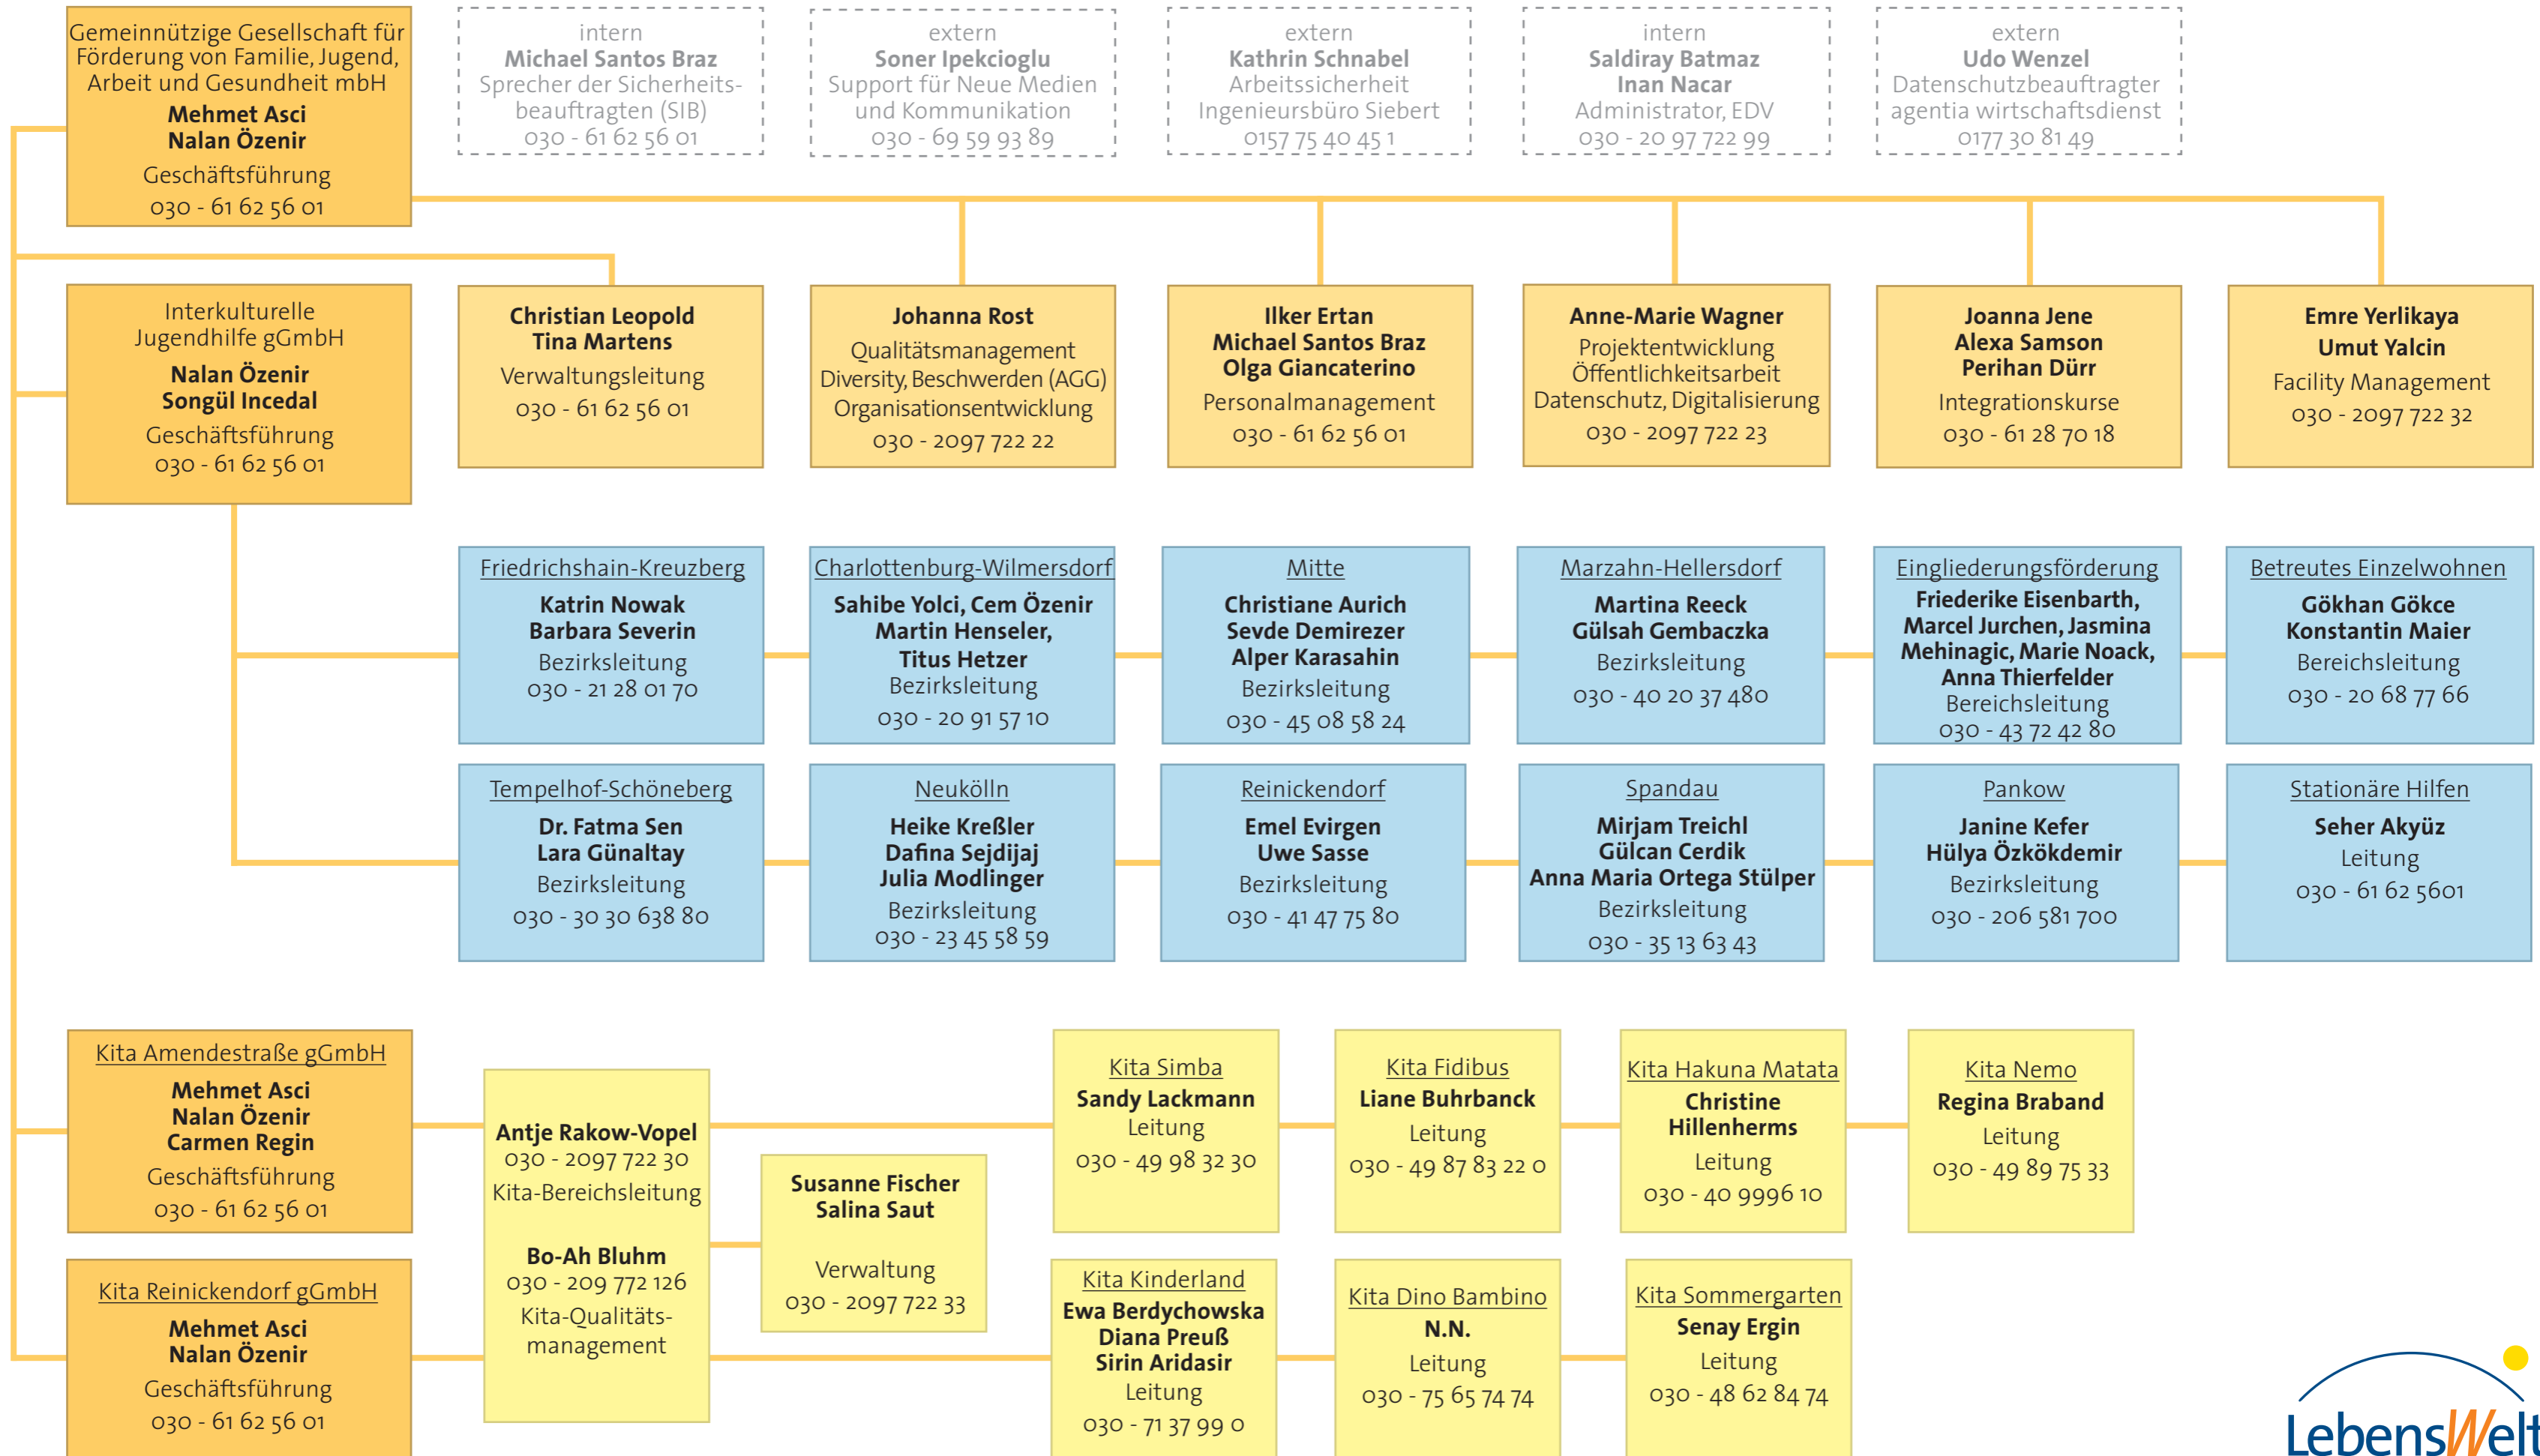 Gemeinnützige Gesellschaft für
Förderung von Familie, Jugend,
Arbeit und Gesundheit mbH
Mehmet Asci
Nalan Özenir
Geschäftsführung
030 - 61 62 56 01
intern
Michael Santos Braz
Sprecher der Sicherheits-
beauftragten (SIB)
030 - 61 62 56 01
extern
Soner Ipekcioglu
Support für Neue Medien
und Kommunikation
030 - 69 59 93 89
extern
Kathrin Schnabel
Arbeitssicherheit
Ingenieursbüro Siebert
0157 75 40 45 1
intern
Saldiray Batmaz
Inan Nacar
Administrator, EDV
030 - 20 97 722 99
extern
Udo Wenzel
Datenschutzbeauftragter
agentia wirtschaftsdienst
0177 30 81 49
Interkulturelle
Jugendhilfe gGmbH
Nalan Özenir
Songül Incedal
Geschäftsführung
030 - 61 62 56 01
Christian Leopold
Tina Martens
Verwaltungsleitung
030 - 61 62 56 01
Johanna Rost
Qualitätsmanagement
Diversity, Beschwerden (AGG)
Organisationsentwicklung
030 - 2097 722 22
Ilker Ertan
Michael Santos Braz
Olga Giancaterino
Personalmanagement
030 - 61 62 56 01
Anne-Marie Wagner
Projektentwicklung
Öffentlichkeitsarbeit
Datenschutz, Digitalisierung
030 - 2097 722 23
Joanna Jene
Alexa Samson
Perihan Dürr
Integrationskurse
030 - 61 28 70 18
Emre Yerlikaya
Umut Yalcin
Facility Management
030 - 2097 722 32
Friedrichshain-Kreuzberg
Katrin Nowak
Barbara Severin
Bezirksleitung
030 - 21 28 01 70
Charlottenburg-Wilmersdorf
Sahibe Yolci, Cem Özenir
Martin Henseler,
Titus Hetzer
Bezirksleitung
030 - 20 91 57 10
Mitte
Christiane Aurich
Sevde Demirezer
Alper Karasahin
Bezirksleitung
030 - 45 08 58 24
Marzahn-Hellersdorf
Martina Reeck
Gülsah Gembaczka
Bezirksleitung
030 - 40 20 37 480
Eingliederungsförderung
Friederike Eisenbarth,
Marcel Jurchen, Jasmina
Mehinagic, Marie Noack,
Anna Thierfelder
Bereichsleitung
030 - 43 72 42 80
Betreutes Einzelwohnen
Gökhan Gökce
Konstantin Maier
Bereichsleitung
030 - 20 68 77 66
Tempelhof-Schöneberg
Dr. Fatma Sen
Lara Günaltay
Bezirksleitung
030 - 30 30 638 80
Neukölln
Heike Kreßler
Dafina Sejdijaj
Julia Modlinger
Bezirksleitung
030 - 23 45 58 59
Reinickendorf
Emel Evirgen
Uwe Sasse
Bezirksleitung
030 - 41 47 75 80
Spandau
Mirjam Treichl
Gülcan Cerdik
Anna Maria Ortega Stülper
Bezirksleitung
030 - 35 13 63 43
Pankow
Janine Kefer
Hülya Özkökdemir
Bezirksleitung
030 - 206 581 700
Stationäre Hilfen
Seher Akyüz
Leitung
030 - 61 62 5601
Kita Amendestraße gGmbH
Mehmet Asci
Nalan Özenir
Carmen Regin
Geschäftsführung
030 - 61 62 56 01
Kita Reinickendorf gGmbH
Mehmet Asci
Nalan Özenir
Geschäftsführung
030 - 61 62 56 01
Antje Rakow-Vopel
030 - 2097 722 30
Kita-Bereichsleitung
Bo-Ah Bluhm
030 - 209 772 126
Kita-Qualitäts-
management
Susanne Fischer
Salina Saut
Verwaltung
030 - 2097 722 33
Kita Simba
Sandy Lackmann
Leitung
030 - 49 98 32 30
Kita Fidibus
Liane Buhrbanck
Leitung
030 - 49 87 83 22 0
Kita Hakuna Matata
Christine
Hillenherms
Leitung
030 - 40 9996 10
Kita Nemo
Regina Braband
Leitung
030 - 49 89 75 33
Kita Kinderland
Ewa Berdychowska
Diana Preuß
Sirin Aridasir
Leitung
030 - 71 37 99 0
Kita Dino Bambino
N.N.
Leitung
030 - 75 65 74 74
Kita Sommergarten
Senay Ergin
Leitung
030 - 48 62 84 74
LebensWelt